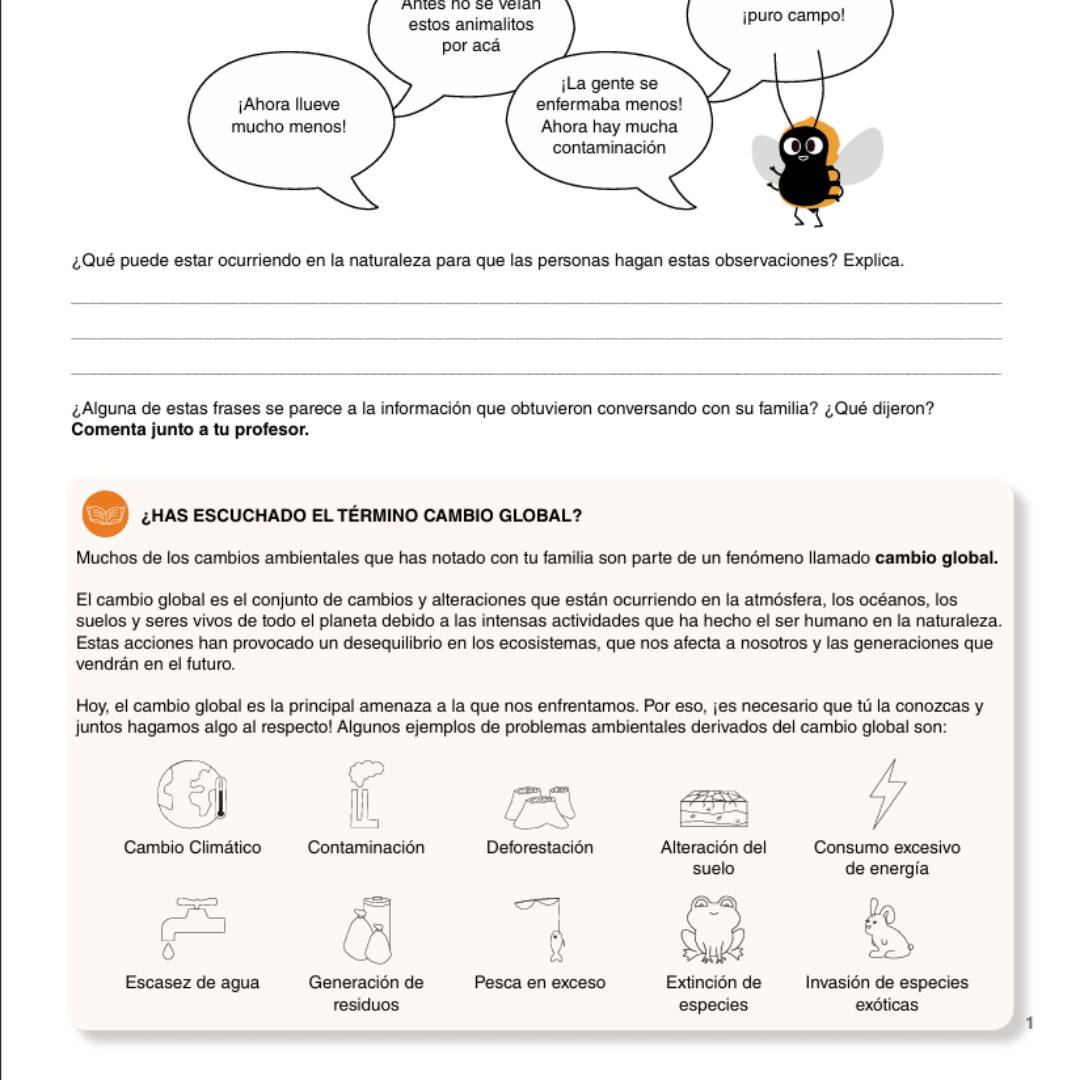 Antes no se veían
estos animalitos
por acá
¡puro campo!
¡Ahora llueve
mucho menos!
¡La gente se
enfermaba menos!
Ahora hay mucha
contaminación
¿Qué puede estar ocurriendo en la naturaleza para que las personas hagan estas observaciones? Explica.
¿Alguna de estas frases se parece a la información que obtuvieron conversando con su familia? ¿Qué dijeron?
Comenta junto a tu profesor.
¿HAS ESCUCHADO EL TÉRMINO CAMBIO GLOBAL?
Muchos de los cambios ambientales que has notado con tu familia son parte de un fenómeno llamado cambio global.
El cambio global es el conjunto de cambios y alteraciones que están ocurriendo en la atmósfera, los océanos, los
suelos y seres vivos de todo el planeta debido a las intensas actividades que ha hecho el ser humano en la naturaleza.
Estas acciones han provocado un desequilibrio en los ecosistemas, que nos afecta a nosotros y las generaciones que
vendrán en el futuro.
Hoy, el cambio global es la principal amenaza a la que nos enfrentamos. Por eso, ¡es necesario que tú la conozcas y
juntos hagamos algo al respecto! Algunos ejemplos de problemas ambientales derivados del cambio global son:
Cambio Climático
Contaminación
Deforestación
Alteración del
suelo
Consumo excesivo
de energía
Escasez de agua
Generación de
residuos
Pesca en exceso
Extinción de
especies
Invasión de especies
exóticas
1